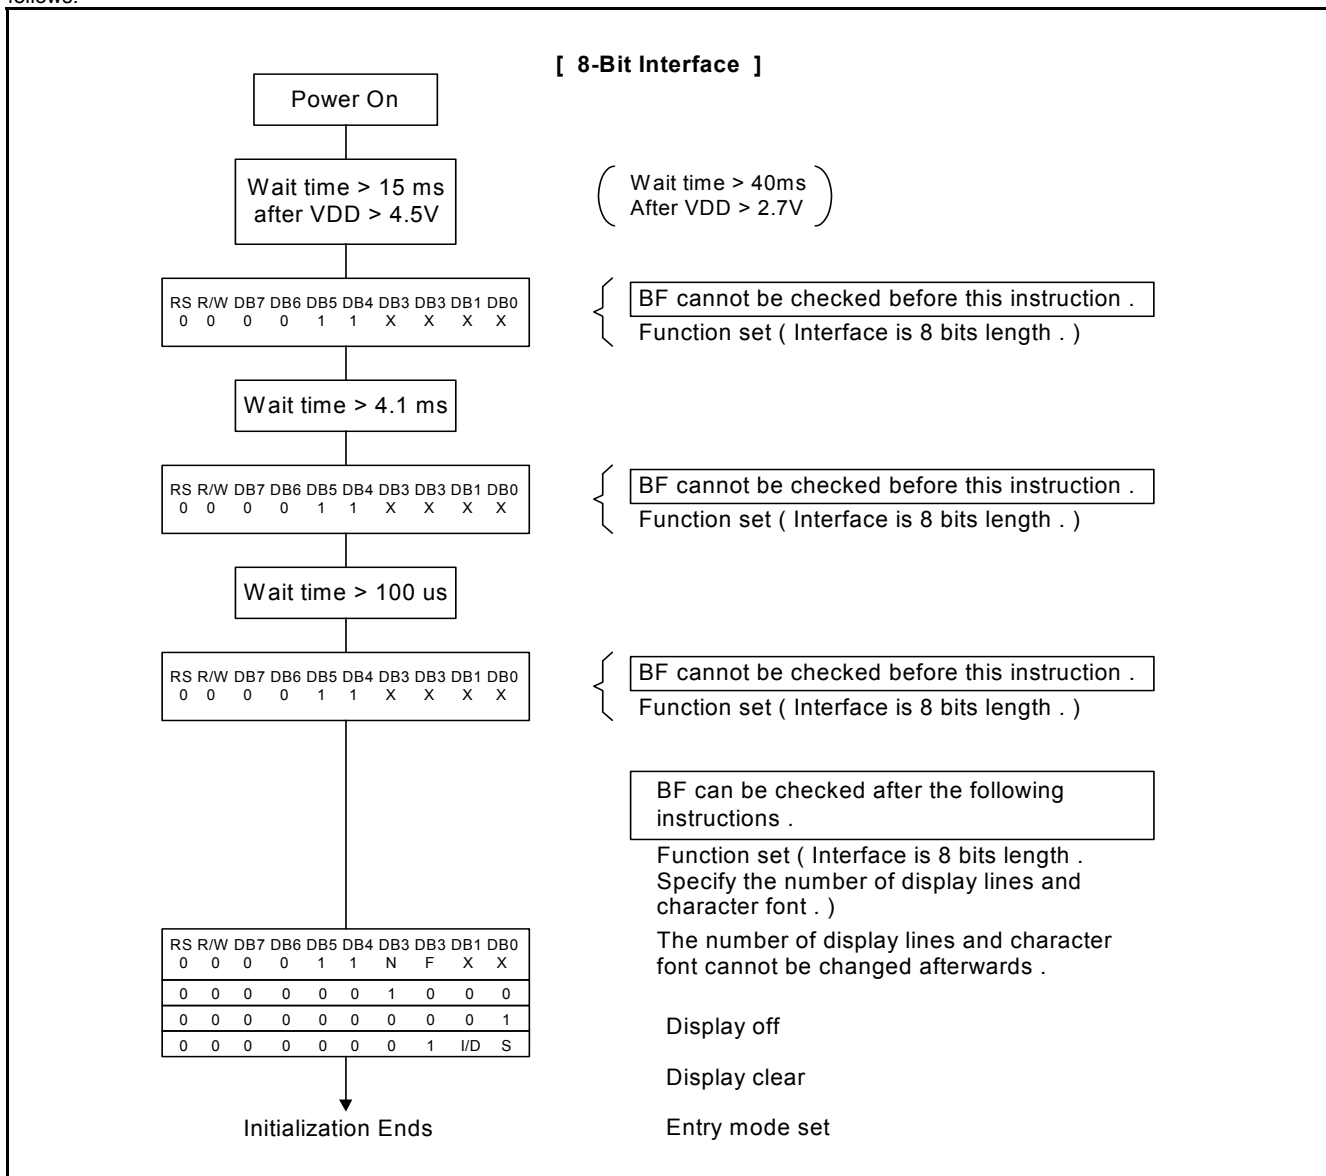 follows:
[ 8-Bit Interface ]
Power On
Wait time > 15 ms
after VDD > 4.5V
Wait time > 40ms
After VDD > 2.7V
RS R/W DB7 DB6 DB5 DB4 DB3 DB3 DB1 DB0
0 0 0 0 1 1 X X X X
BF cannot be checked before this instruction .
Function set ( Interface is 8 bits length . )
Wait time > 4.1 ms
RS R/W DB7 DB6 DB5 DB4 DB3 DB3 DB1 DB0
0 0 0 0 1 1 X X X X
BF cannot be checked before this instruction .
Function set ( Interface is 8 bits length . )
Wait time > 100 us
RS R/W DB7 DB6 DB5 DB4 DB3 DB3 DB1 DB0
0 0 0 0 1 1 X X X X
BF cannot be checked before this instruction .
Function set ( Interface is 8 bits length . )
BF can be checked after the following
instructions .
Function set ( Interface is 8 bits length .
Specify the number of display lines and
character font . )
The number of display lines and character
font cannot be changed afterwards .
RS R/W DB7 DB6 DB5 DB4 DB3 DB3 DB1 DB0
0 0 0 0 1 1 N F X X
0 0 0 0 0 0 1 0 0 0
0 0 0 0 0 0 0 0 0 1
0 0 0 0 0 0 0 1 I/D S
Display off
Display clear
Entry mode set
Initialization Ends